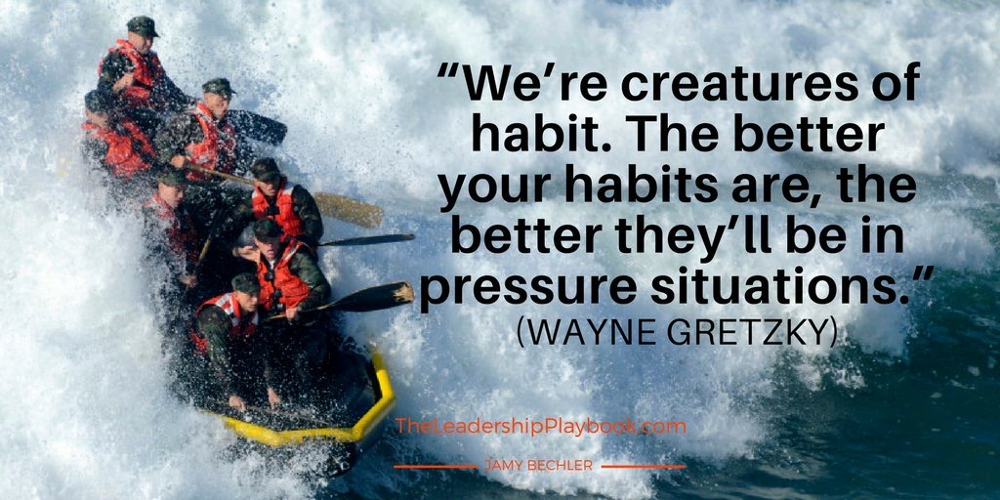 “We’re creatures of
habit. The better
your habits are, the
better they’ll be in
pressure situations.”
(WAYNE GRETZKY)
TheLeadershipPlaybook.com
JAMY BECHLER